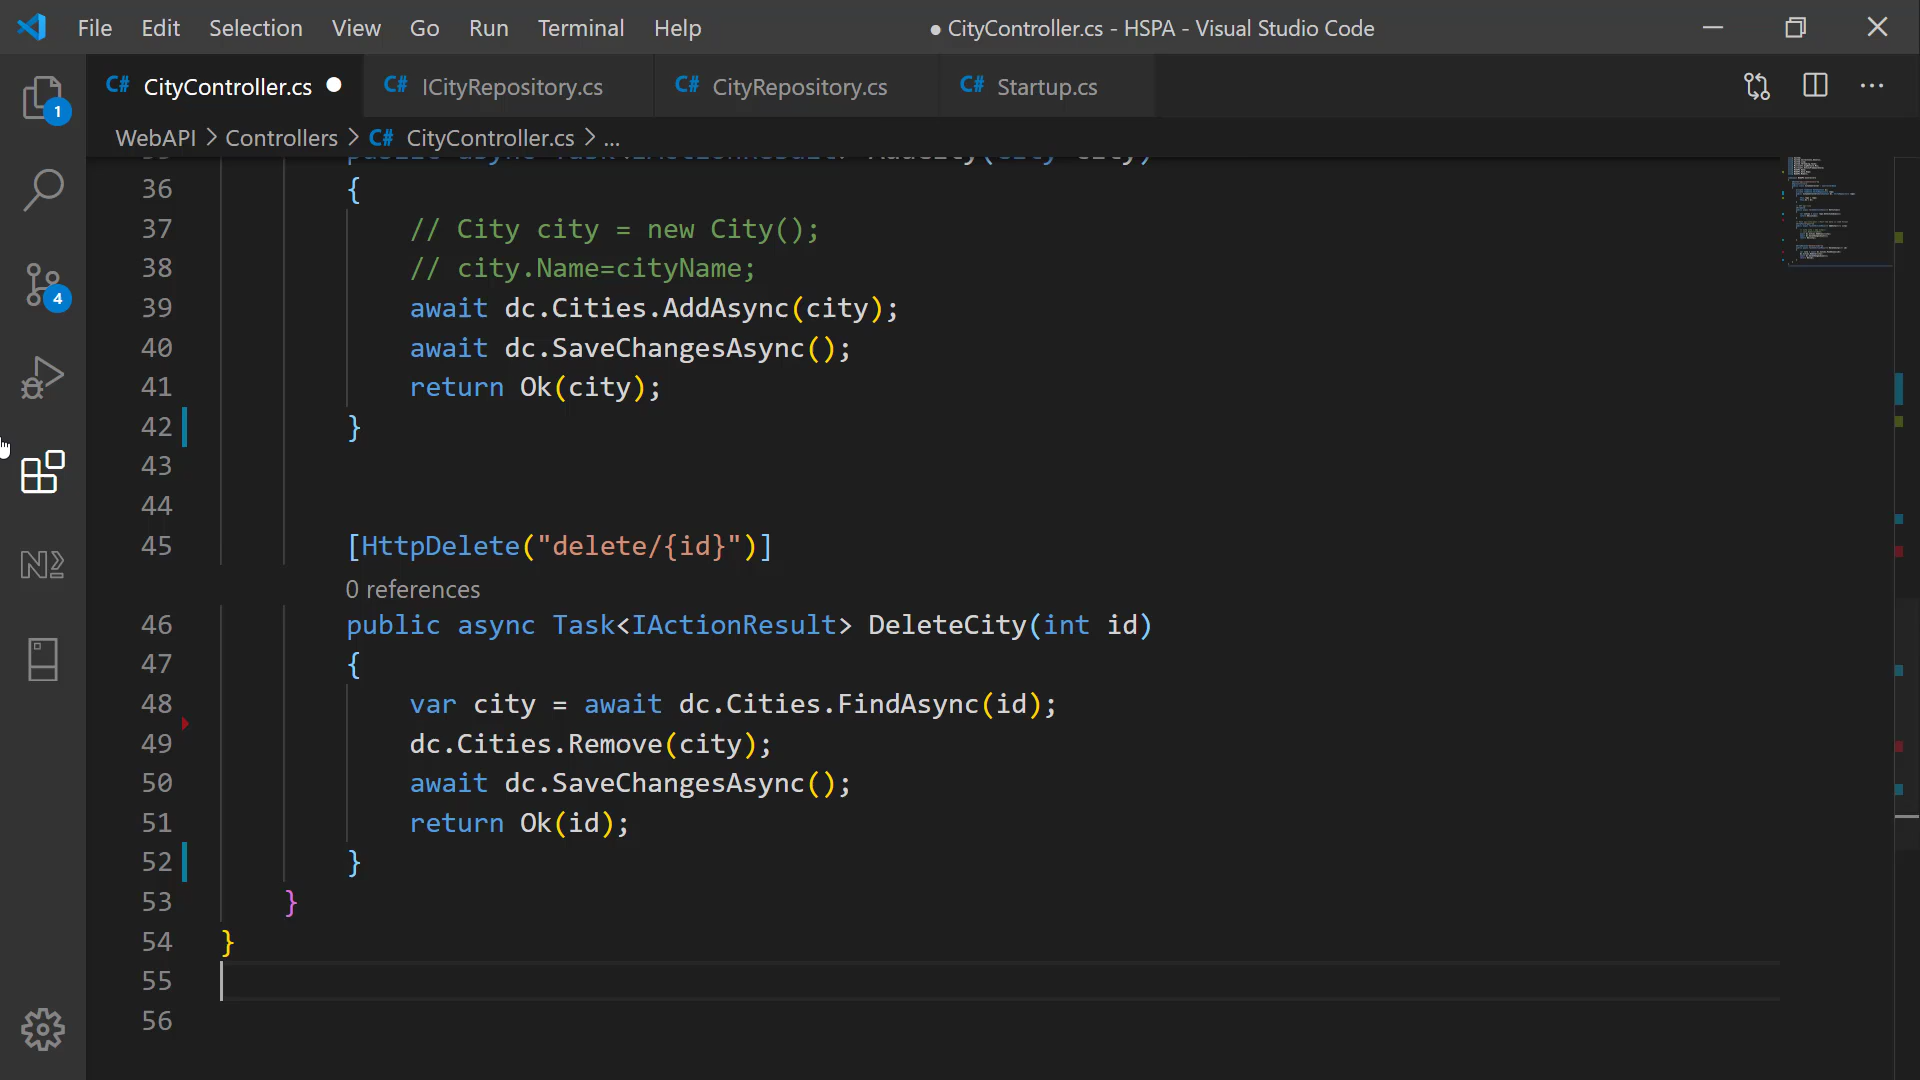 File Edit Selection View Go Run Terminal Help ● CityController.cs - HSPA - Visual Studio Code
C# CityController.cs ● C# ICityRepository.cs C# CityRepository.cs C# Startup.cs
WebAPI > Controllers > C# CityController.cs > ...
1
4
36 {
37 // City city = new City();
38 // city.Name=cityName;
39 await dc.Cities.AddAsync(city);
40 await dc.SaveChangesAsync();
41 return Ok(city);
42 }
43
44
45 [HttpDelete("delete/{id}")]
0 references
46 public async Task<IActionResult> DeleteCity(int id)
47 {
48 var city = await dc.Cities.FindAsync(id);
49 dc.Cities.Remove(city);
50 await dc.SaveChangesAsync();
51 return Ok(id);
52 }
53 }
54 }
55
56